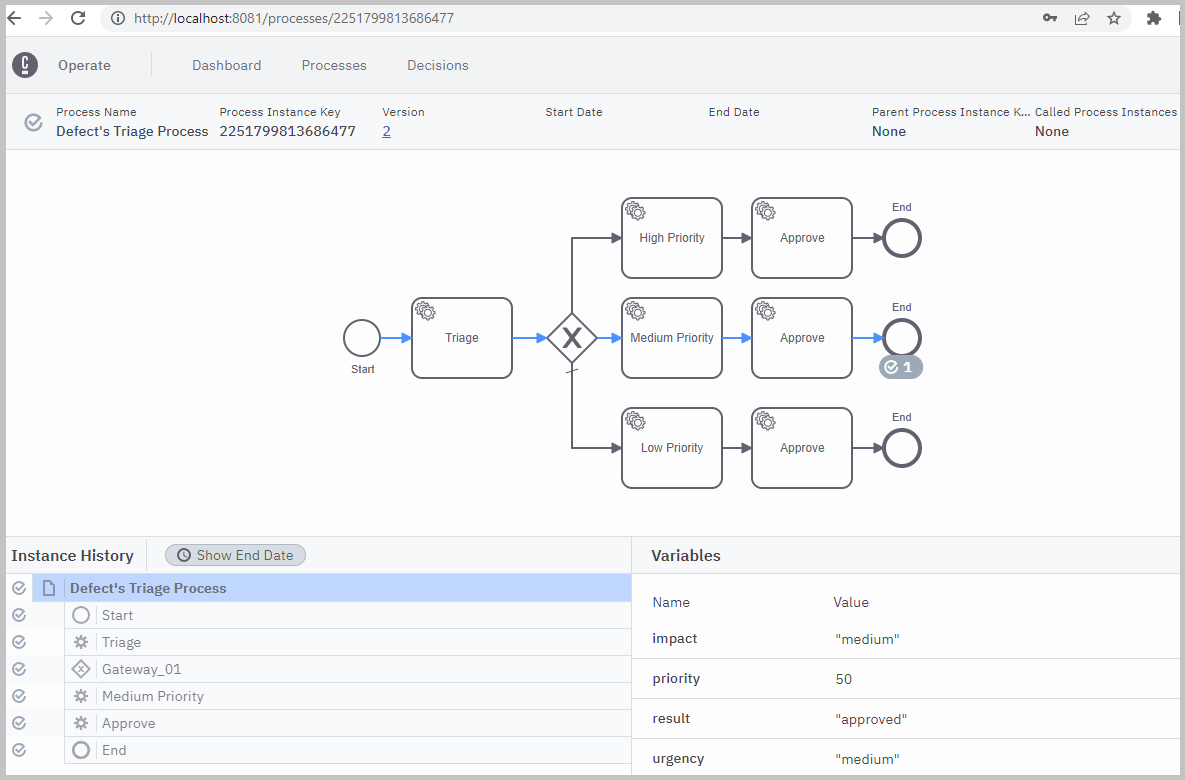 http://localhost:8081/processes/2251799813686477
Operate Dashboard Processes Decisions
Process Name Process Instance Key Version Start Date End Date Parent Process Instance K... Called Process Instances
Defect's Triage Process 2251799813686477 2 None None
End
High Priority Approve
End
Triage X Medium Priority Approve
Start
1
End
Low Priority Approve
Instance History Show End Date
Defect's Triage Process
Start
Triage
Gateway_01
Medium Priority
Approve
End
Variables
Name Value
impact "medium"
priority 50
result "approved"
urgency "medium"